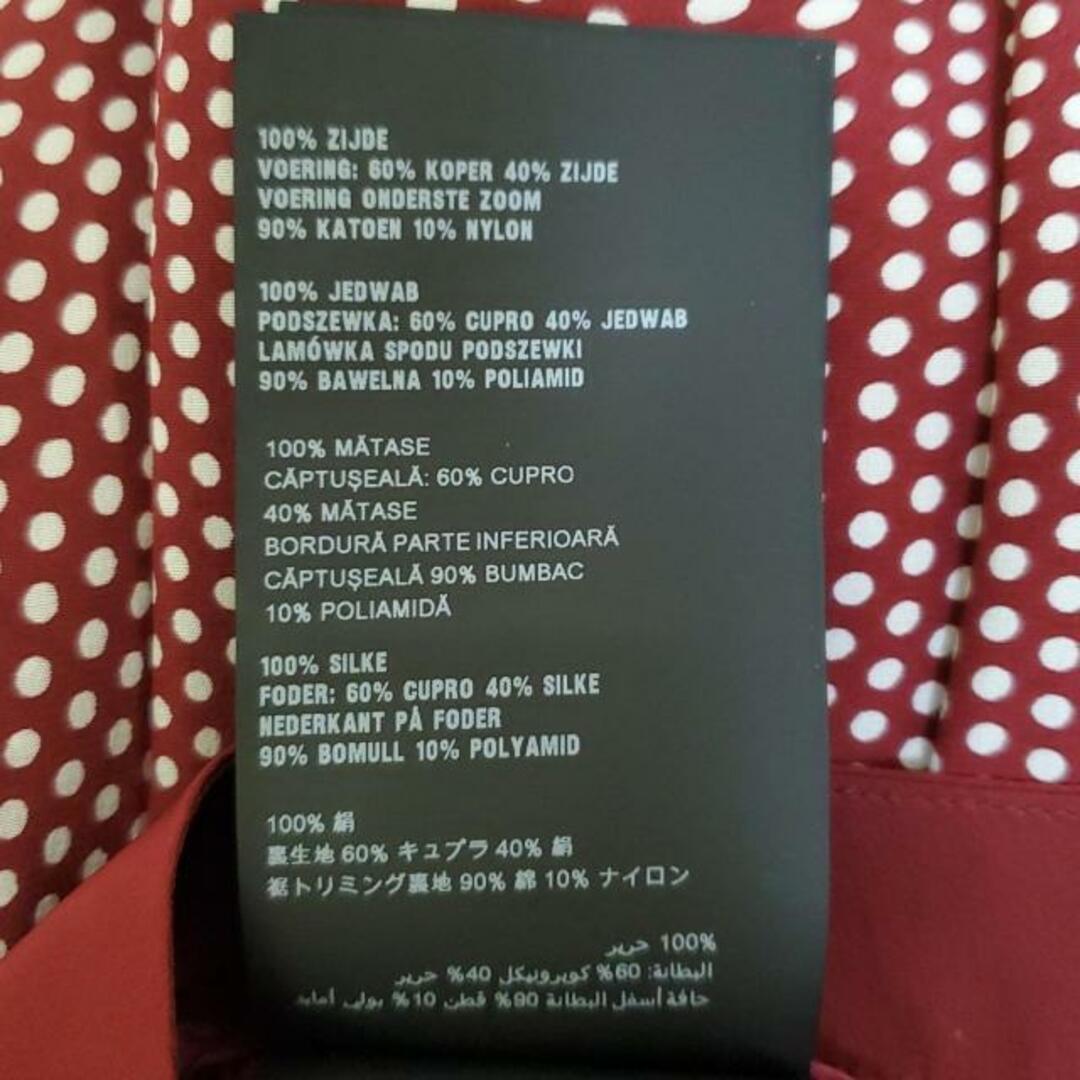 100% ZIJDE
VOERING: 60% KOPER 40% ZIJDE
VOERING ONDERSTE ZOOM
90% KATOEN 10% NYLON
100% JEDWAB
PODSZEWKA: 60% CUPRO 40% JEDWAB
LAMÓWKA SPODU PODSZEWKI
90% BAWELNA 10% POLIAMID
100% MĂTASE
CĂPTUȘEALĂ: 60% CUPRO
40% MĂTASE
BORDURĂ PARTE INFERIOARĂ
CĂPTUȘEALĂ 90% BUMBAC
10% POLIAMIDĂ
100% SILKE
FODER: 60% CUPRO 40% SILKE
NEDERKANT PÅ FODER
90% BOMULL 10% POLYAMID
100% 絹
裏生地 60% キュプラ 40% 絹
裾トリミング裏地 90% 綿 10% ナイロン
100% حرير
البطانة: 60% كوبرونيكل 40% حرير
حافة أسفل البطانة 90% قطن 10% بولي أمايد